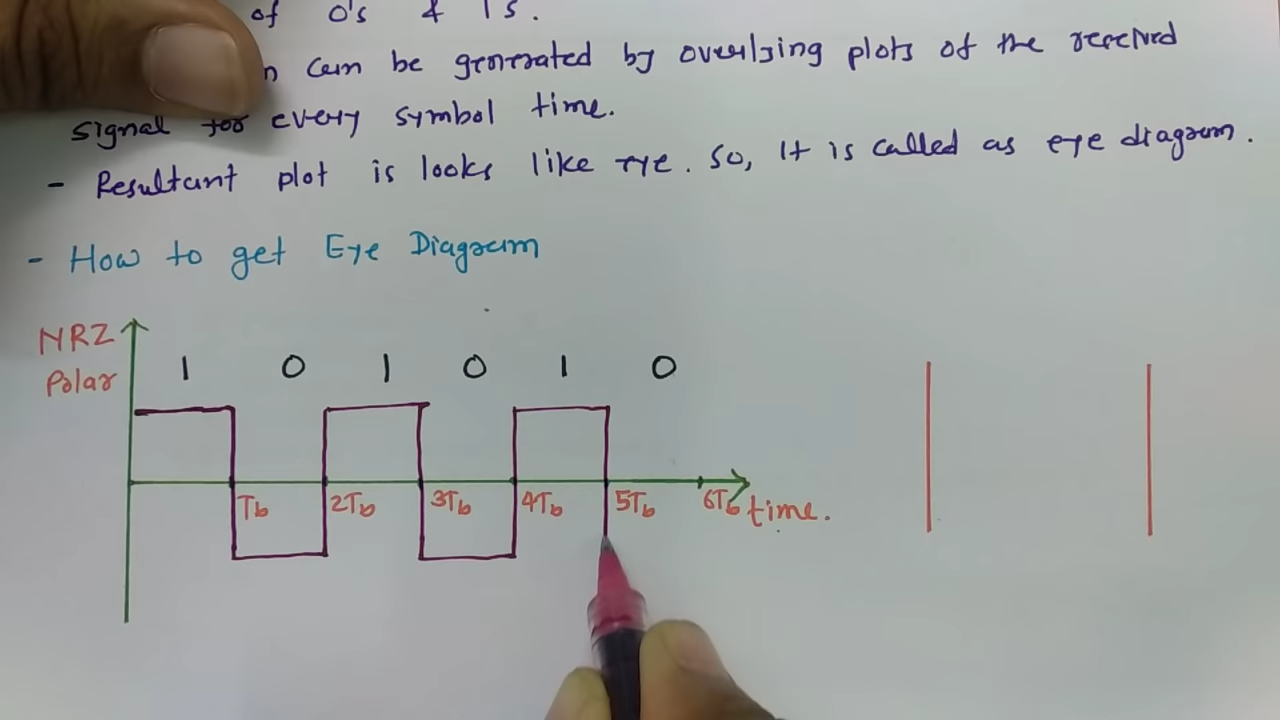 of 0's & 1s.
n can be generated by overlsing plots of the received
signal for every symbol time.
- Resultant plot is looks like eye. So, It is called as eye diagram.
- How to get Eye Diagram
NRZ
Polar
1 0 1 0 1 0
Tb 2Tb 3Tb 4Tb 5Tb 6Tb time.